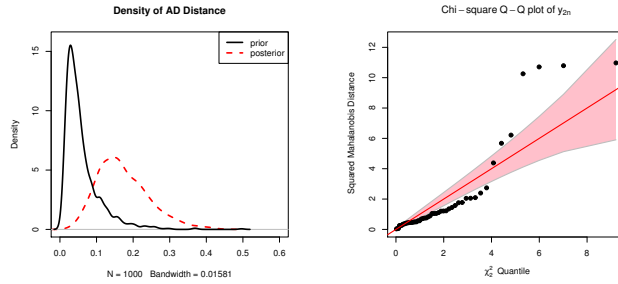 Density of AD Distance
prior
posterior
Density
0
5
10
15
0.0
0.1
0.2
0.3
0.4
0.5
0.6
N = 1000 Bandwidth = 0.01581
Chi−square Q−Q plot of y2n
Squared Mahalanobis Distance
0
2
4
6
8
10
12
0
2
4
6
8
χ²₂ Quantile